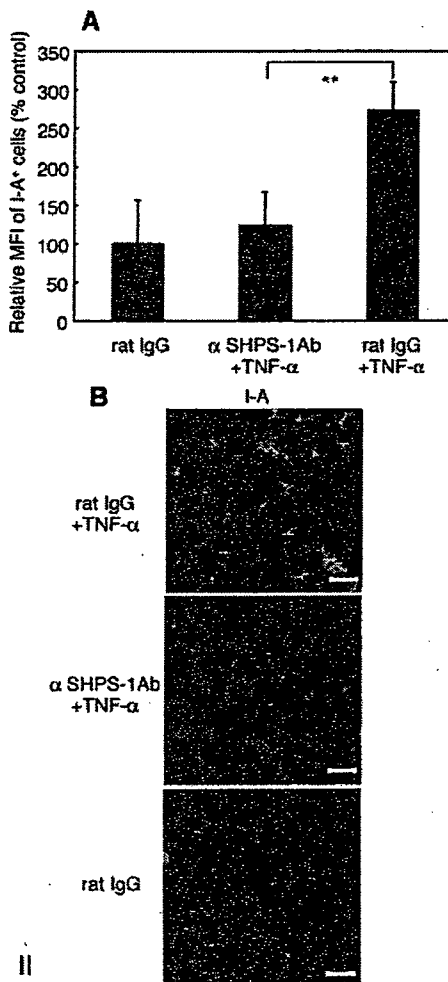 A
Relative MFI of I-A⁺ cells (% control)
350
300
250
200
150
100
50
0
**
rat IgG
α SHPS-1Ab
+TNF-α
rat IgG
+TNF-α
B
I-A
rat IgG
+TNF-α
α SHPS-1Ab
+TNF-α
rat IgG
II